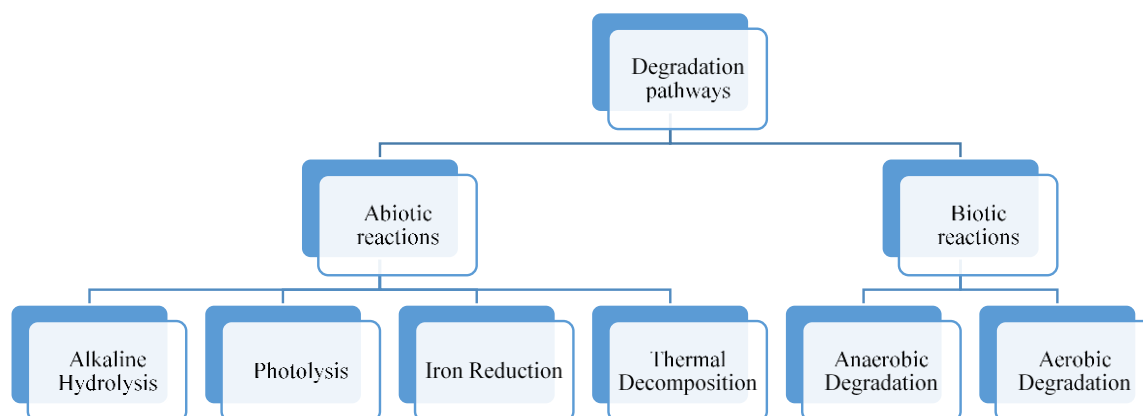 Degradation
pathways
Abiotic
reactions
Biotic
reactions
Alkaline
Hydrolysis
Photolysis
Iron Reduction
Thermal
Decomposition
Anaerobic
Degradation
Aerobic
Degradation